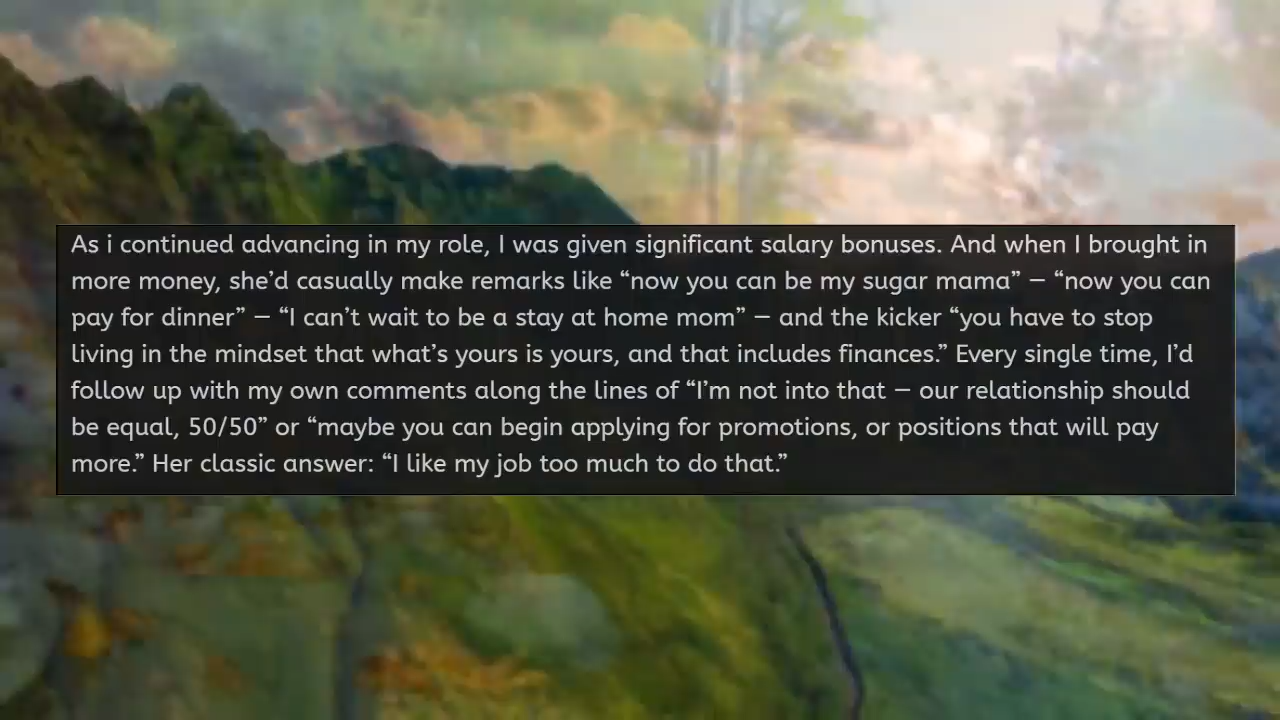 As i continued advancing in my role, I was given significant salary bonuses. And when I brought in
more money, she’d casually make remarks like “now you can be my sugar mama” — “now you can
pay for dinner” — “I can’t wait to be a stay at home mom” — and the kicker “you have to stop
living in the mindset that what’s yours is yours, and that includes finances.” Every single time, I’d
follow up with my own comments along the lines of “I’m not into that — our relationship should
be equal, 50/50” or “maybe you can begin applying for promotions, or positions that will pay
more.” Her classic answer: “I like my job too much to do that.”